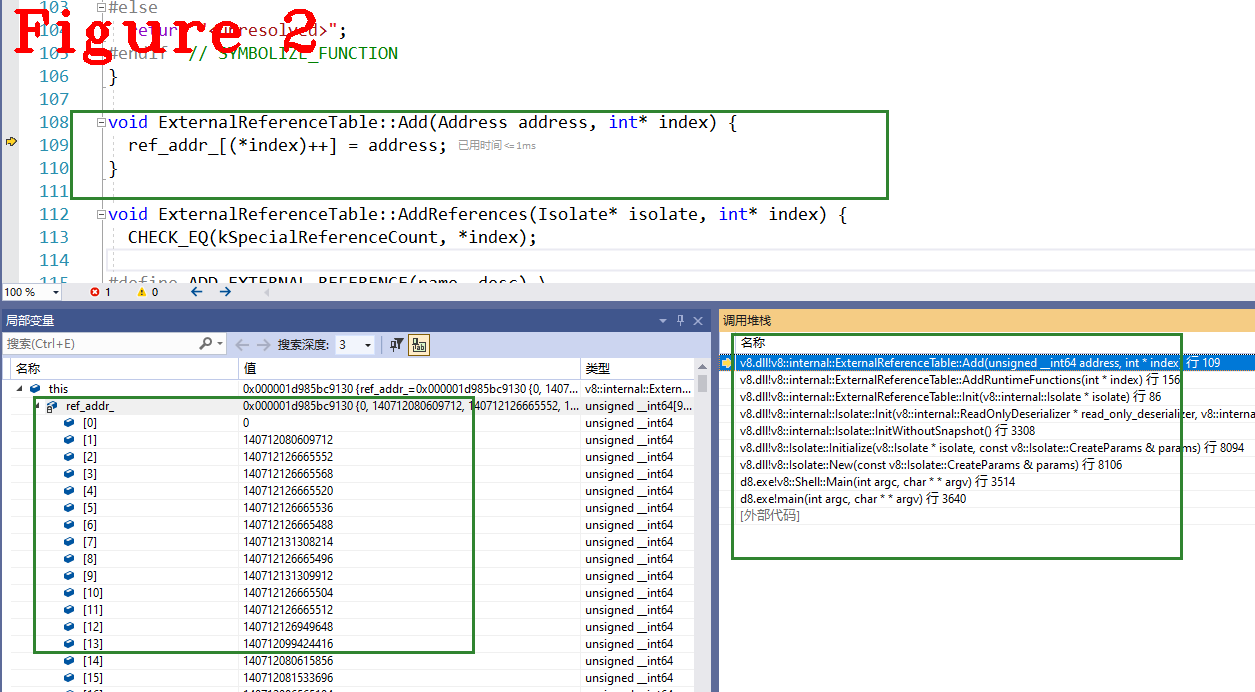 Figure 2
103 #else
104 return "<unresolved>";
105 #endif // SYMBOLIZE_FUNCTION
106 }
107
108 void ExternalReferenceTable::Add(Address address, int* index) {
109 ref_addr_[(*index)++] = address; 已用时间 <= 1ms
110 }
111
112 void ExternalReferenceTable::AddReferences(Isolate* isolate, int* index) {
113 CHECK_EQ(kSpecialReferenceCount, *index);
114
115 #define ADD_EXTERNAL_REFERENCE(name, desc) \
100 % 1 0
局部变量
搜索(Ctrl+E) 搜索深度: 3
名称 值 类型
this 0x000001d985bc9130 {ref_addr_=0x000001d985bc9130 {0, 1407... v8::internal::Extern...
ref_addr_ 0x000001d985bc9130 {0, 140712080609712, 140712126665552, 1... unsigned __int64[9...
[0] 0 unsigned __int64
[1] 140712080609712 unsigned __int64
[2] 140712126665552 unsigned __int64
[3] 140712126665568 unsigned __int64
[4] 140712126665520 unsigned __int64
[5] 140712126665536 unsigned __int64
[6] 140712126665488 unsigned __int64
[7] 140712131308214 unsigned __int64
[8] 140712126665496 unsigned __int64
[9] 140712131309912 unsigned __int64
[10] 140712126665504 unsigned __int64
[11] 140712126665512 unsigned __int64
[12] 140712126949648 unsigned __int64
[13] 140712099424416 unsigned __int64
[14] 140712080615856 unsigned __int64
[15] 140712081533696 unsigned __int64
调用堆栈
名称
v8.dll!v8::internal::ExternalReferenceTable::Add(unsigned __int64 address, int * index) 行 109
v8.dll!v8::internal::ExternalReferenceTable::AddRuntimeFunctions(int * index) 行 156
v8.dll!v8::internal::ExternalReferenceTable::Init(v8::internal::Isolate * isolate) 行 86
v8.dll!v8::internal::Isolate::Init(v8::internal::ReadOnlyDeserializer * read_only_deserializer, v8::interna
v8.dll!v8::internal::Isolate::InitWithoutSnapshot() 行 3308
v8.dll!v8::Isolate::Initialize(v8::Isolate * isolate, const v8::Isolate::CreateParams & params) 行 8094
v8.dll!v8::Isolate::New(const v8::Isolate::CreateParams & params) 行 8106
d8.exe!v8::Shell::Main(int argc, char * * argv) 行 3514
d8.exe!main(int argc, char * * argv) 行 3640
[外部代码]